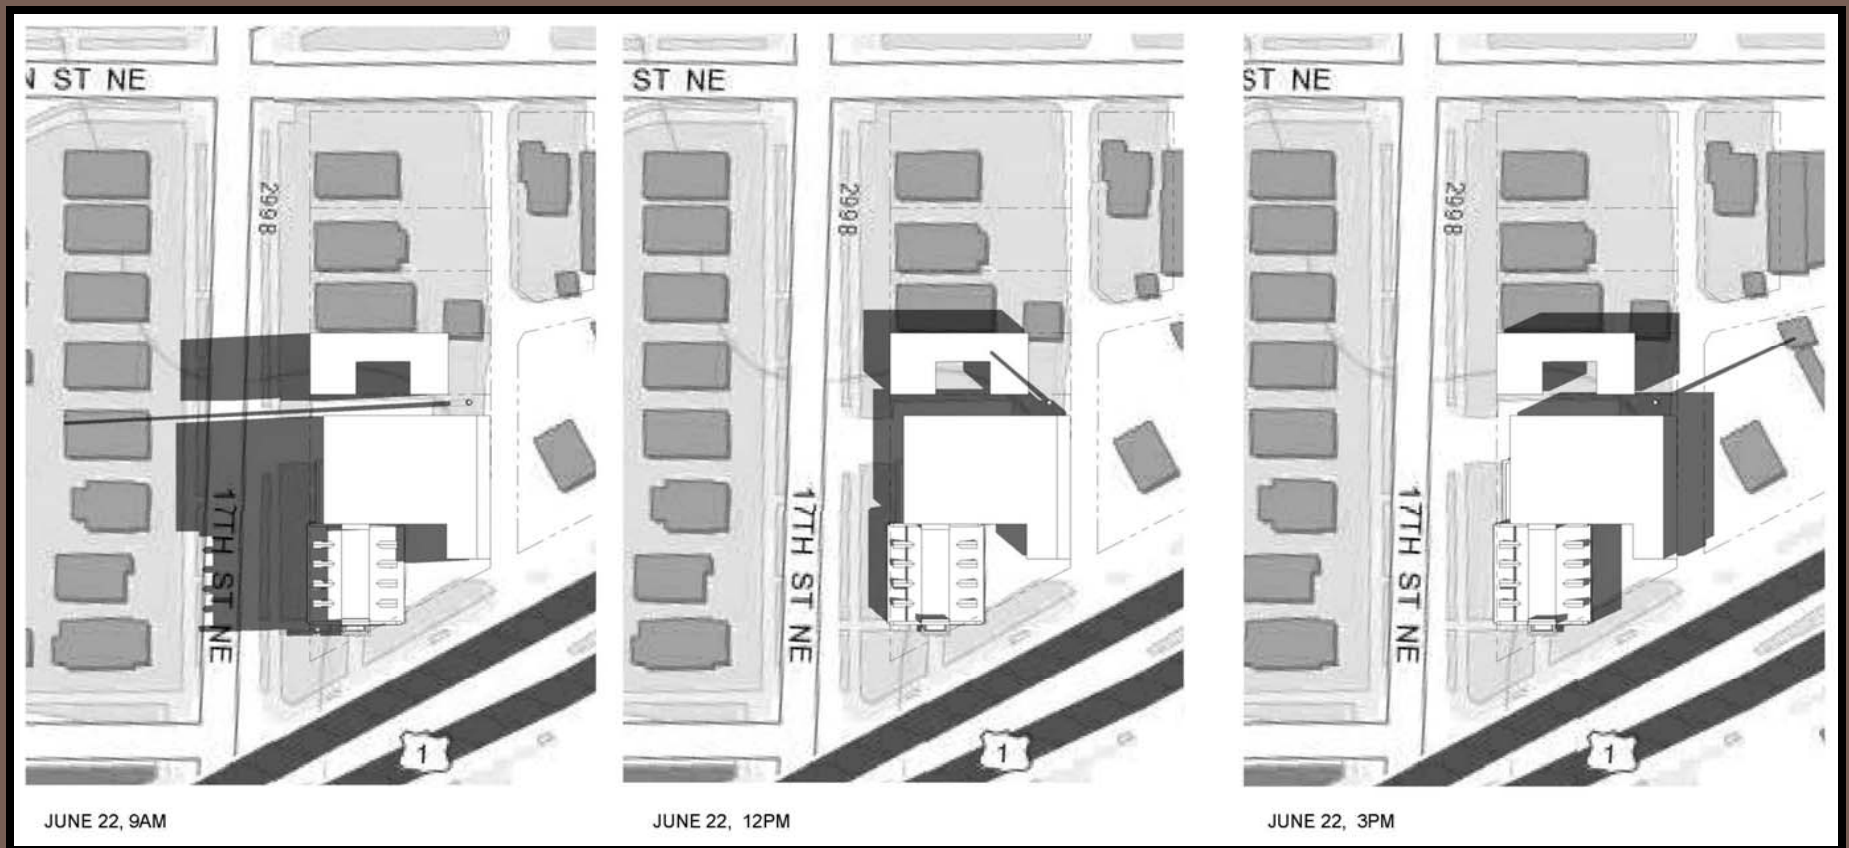 N ST NE
2998
17TH ST NE
1
JUNE 22, 9AM
ST NE
2998
17TH ST NE
1
JUNE 22, 12PM
ST NE
2998
17TH ST NE
1
JUNE 22, 3PM